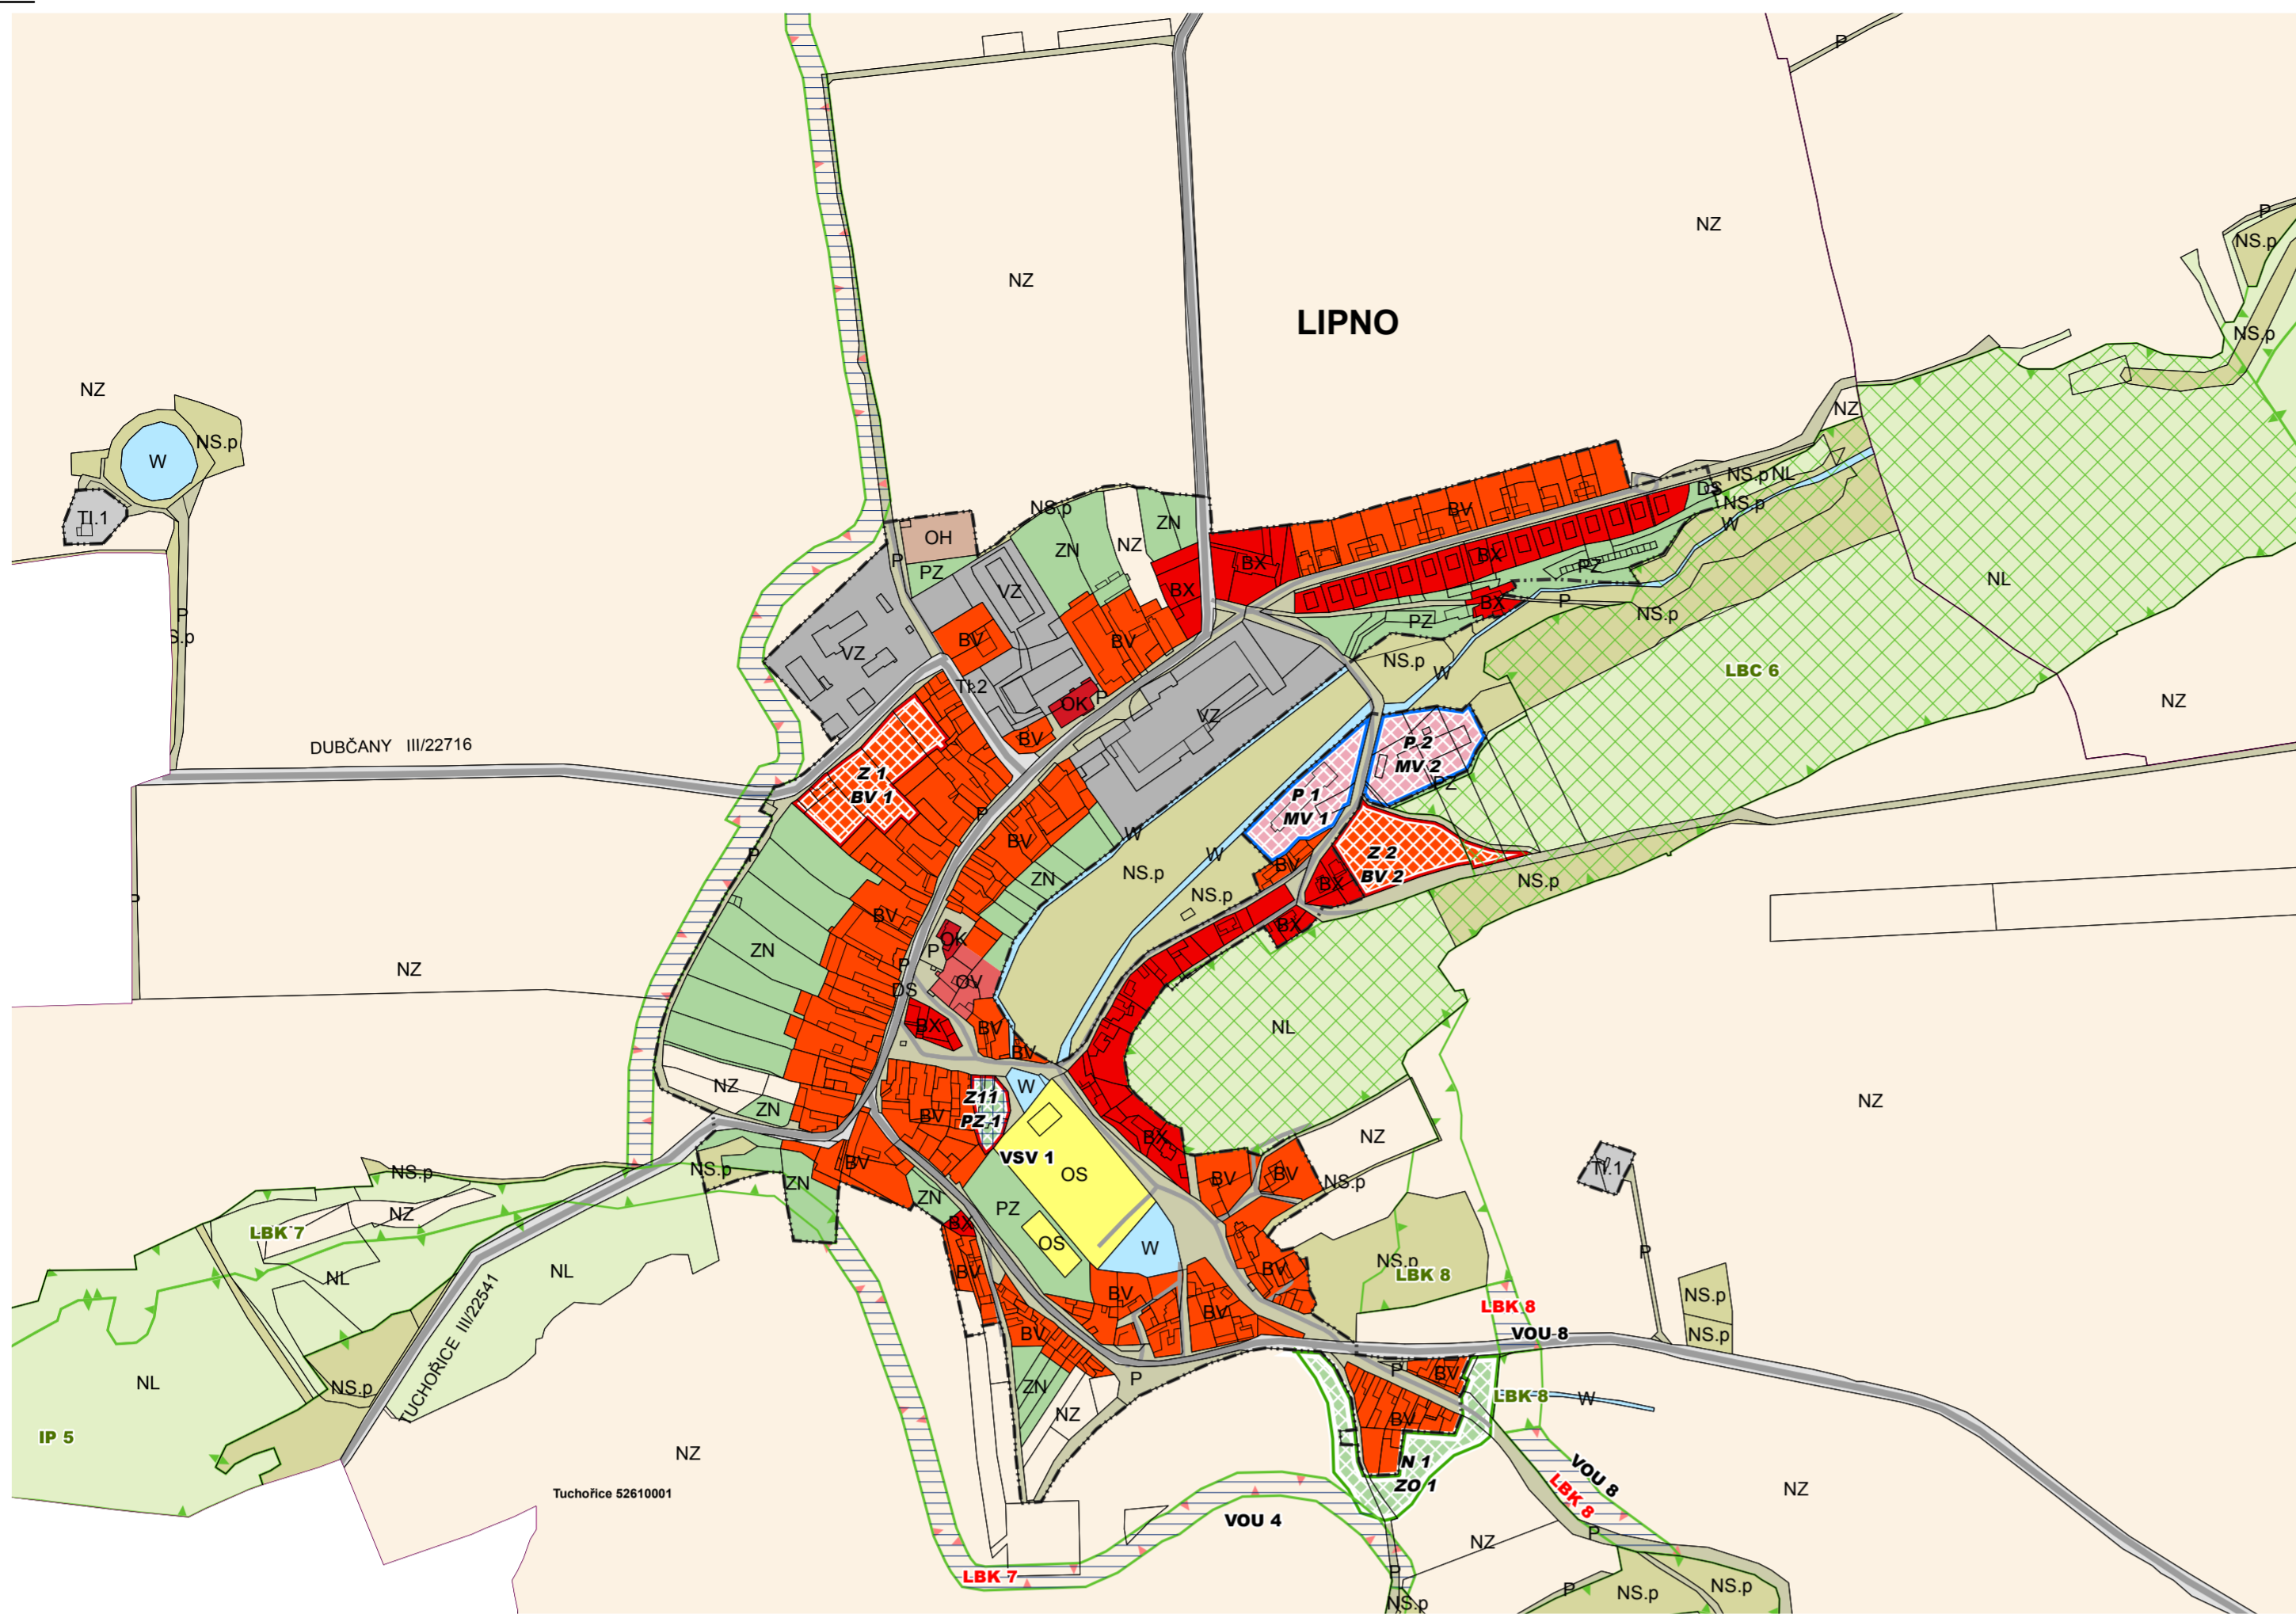 P
NZ
P
NZ
NS.p
LIPNO
NS.p
NZ
NZ
NS.p
W
BV
NS.p
NL
DS
NS.p
W
TI.1
NS.p
ZN
OH
NZ
ZN
P
PZ
BX
BX
PZ
NL
VZ
BX
BX
P
NS.p
P
S.p
BV
BV
PZ
VZ
NS.p
W
LBC 6
TI.2
OK
P
NZ
VZ
BV
P 2
MV 2
DUBČANY III/22716
Z 1
BV 1
PZ
P 1
MV 1
P
BV
W
P
W
Z 2
BV 2
NS.p
BV
ZN
NS.p
BX
NS.p
P
BV
BX
ZN
OK
P
NZ
P
OV
DS
BX
BV
NL
BV
NZ
W
Z11
PZ 1
NZ
ZN
BV
BX
NZ
VSV 1
BV
NS.p
NS.p
OS
BV
BV
TI.1
NS.p
ZN
ZN
PZ
NZ
BX
LBK 7
OS
W
P
NS.p
NL
NL
BV
BV
LBK 8
BV
NS.p
LBK 8
BV
BV
VOU 8
NS.p
TUCHOŘICE III/22541
NL
NS.p
ZN
P
P
BV
LBK 8
W
NZ
BV
IP 5
NZ
N 1
ZO 1
VOU 8
LBK 8
NZ
Tuchořice 52610001
VOU 4
P
NZ
LBK 7
P
P
NS.p
NS.p
NS.p